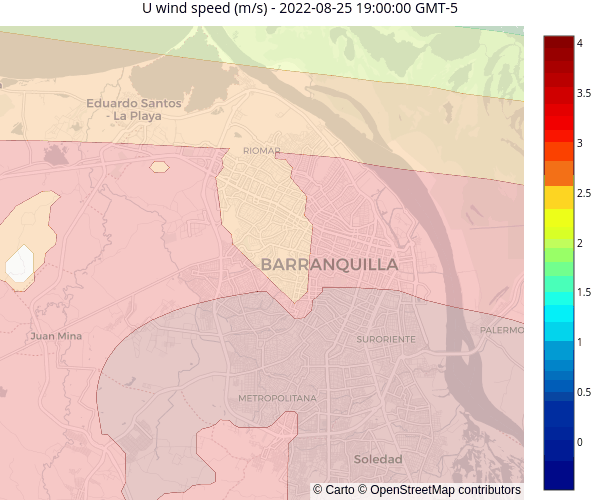 U wind speed (m/s) - 2022-08-25 19:00:00 GMT-5
4
Eduardo Santos
- La Playa
3.5
RIOMAR
3
2.5
BARRANQUILLA
2
1.5
Juan Mina
SURORIENTE
PALERMO
1
METROPOLITANA
0.5
Soledad
0
© Carto © OpenStreetMap contributors